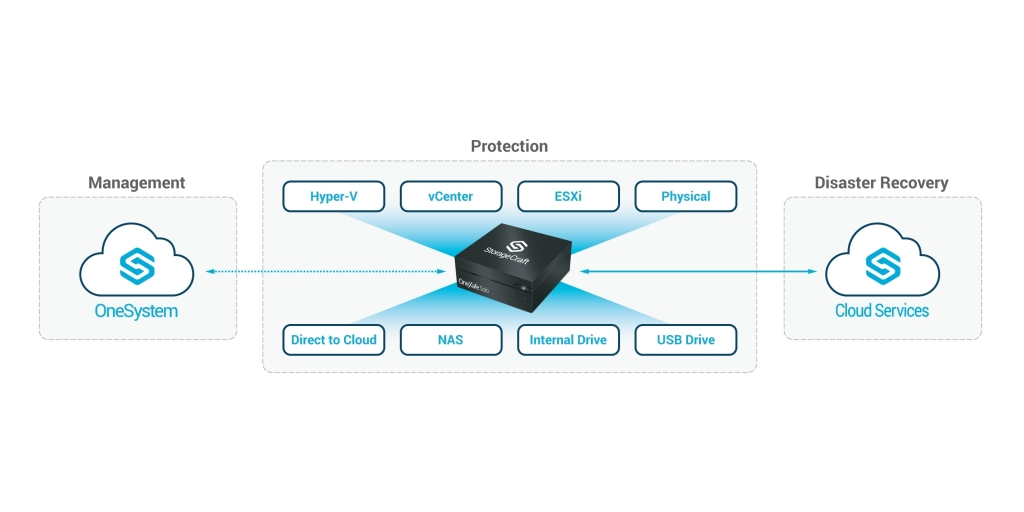 Protection
Management
Disaster Recovery
Hyper-V
vCenter
ESXi
Physical
StorageCraft
OneXafe Solo
OneSystem
Cloud Services
Direct to Cloud
NAS
Internal Drive
USB Drive